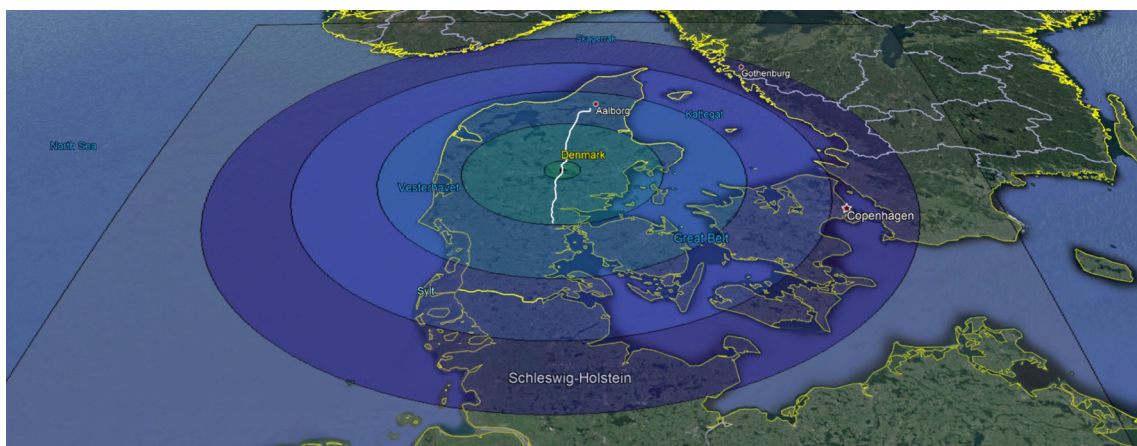 Skagerrak
Gothenburg
Aalborg
Kattegat
North Sea
Denmark
Vesterhavet
Copenhagen
Great Belt
Sylt
Schleswig-Holstein